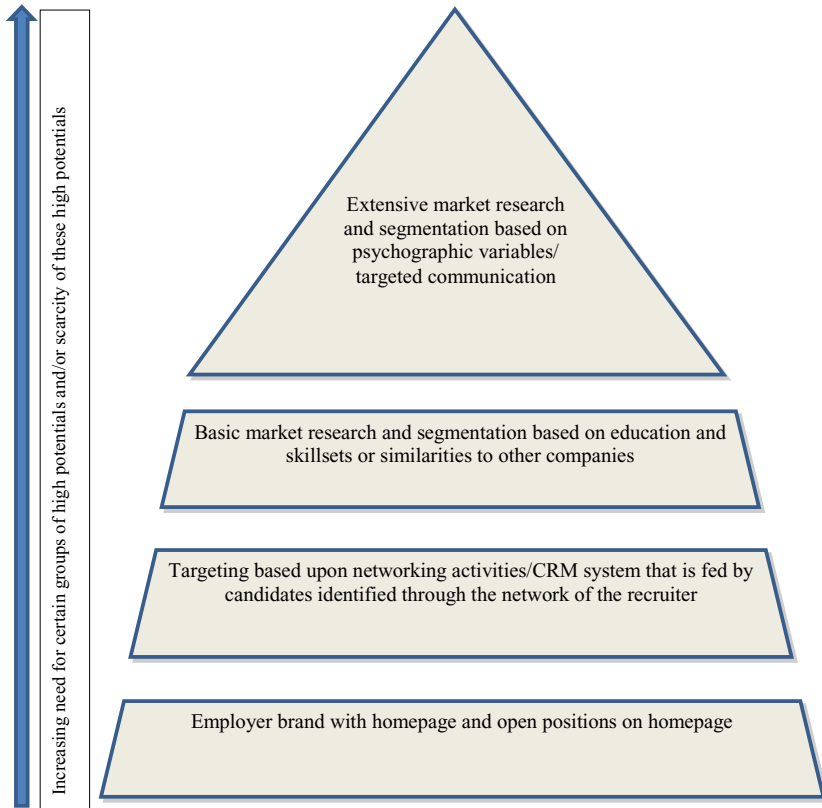 Increasing need for certain groups of high potentials and/or scarcity of these high potentials
Extensive market research
and segmentation based on
psychographic variables/
targeted communication
Basic market research and segmentation based on education and
skillsets or similarities to other companies
Targeting based upon networking activities/CRM system that is fed by
candidates identified through the network of the recruiter
Employer brand with homepage and open positions on homepage